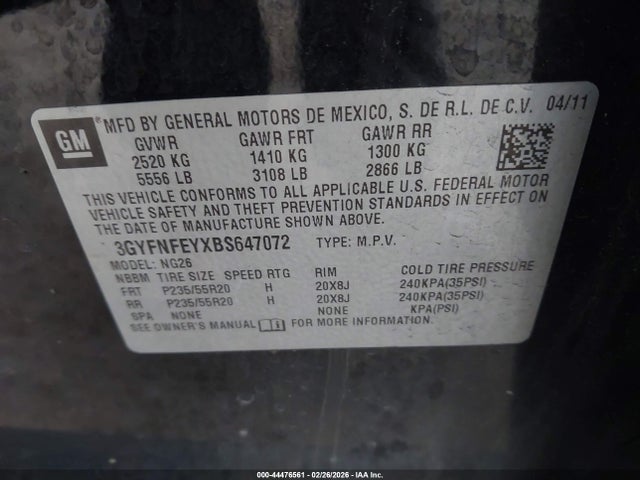 GM
MFD BY GENERAL MOTORS DE MEXICO, S. DE R.L. DE C.V. 04/11
GVWR GAWR FRT GAWR RR
2520 KG 1410 KG 1300 KG
5556 LB 3108 LB 2866 LB
THIS VEHICLE CONFORMS TO ALL APPLICABLE U.S. FEDERAL MOTOR
VEHICLE SAFETY AND THEFT PREVENTION STANDARDS IN EFFECT ON
THE DATE OF MANUFACTURE SHOWN ABOVE.
3GYFNFEYXBS647072 TYPE: M.P.V.
MODEL: NG26
NBBM TIRE SIZE SPEED RTG RIM COLD TIRE PRESSURE
FRT P235/55R20 H 20X8J 240KPA(35PSI)
RR P235/55R20 H 20X8J 240KPA(35PSI)
SPA NONE NONE KPA(PSI)
SEE OWNER'S MANUAL FOR MORE INFORMATION.
000-44476561 - 02/26/2026 - IAA Inc.